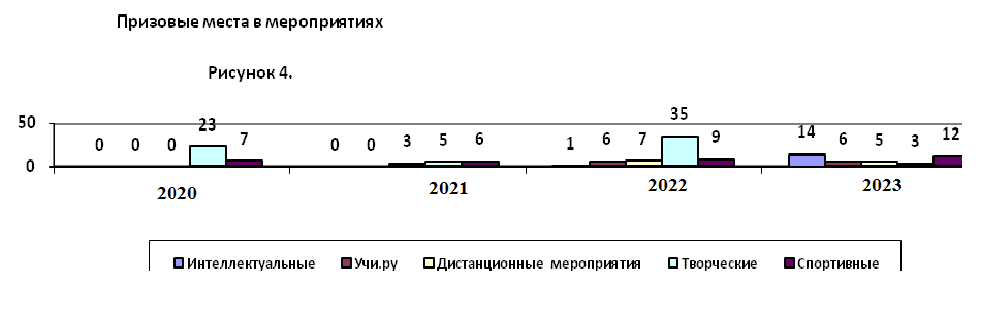 Призовые места в мероприятиях
Рисунок 4.
50
0
0 0 0 23 7
0 0 3 5 6
1 6 7 35 9
14 6 5 3 12
2020 2021 2022 2023
Интеллектуальные Учи.ру Дистанционные мероприятия Творческие Спортивные